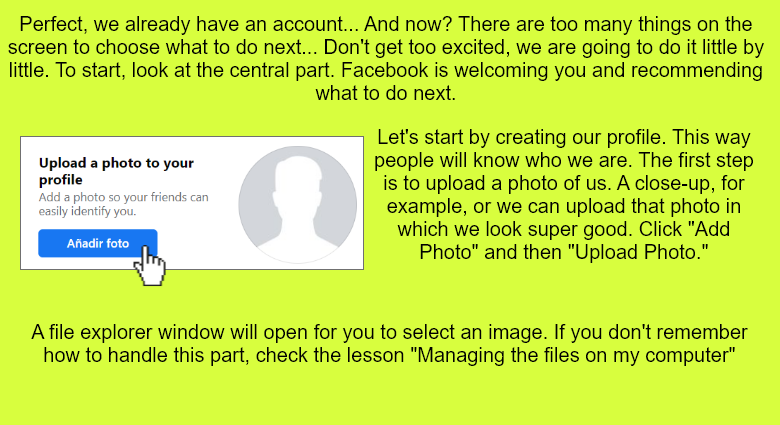 Perfect, we already have an account... And now? There are too many things on the
screen to choose what to do next... Don't get too excited, we are going to do it little by
little. To start, look at the central part. Facebook is welcoming you and recommending
what to do next.
Upload a photo to your
profile
Add a photo so your friends can
easily identify you.
Añadir foto
Let's start by creating our profile. This way
people will know who we are. The first step
is to upload a photo of us. A close-up, for
example, or we can upload that photo in
which we look super good. Click "Add
Photo" and then "Upload Photo."
A file explorer window will open for you to select an image. If you don't remember
how to handle this part, check the lesson "Managing the files on my computer"